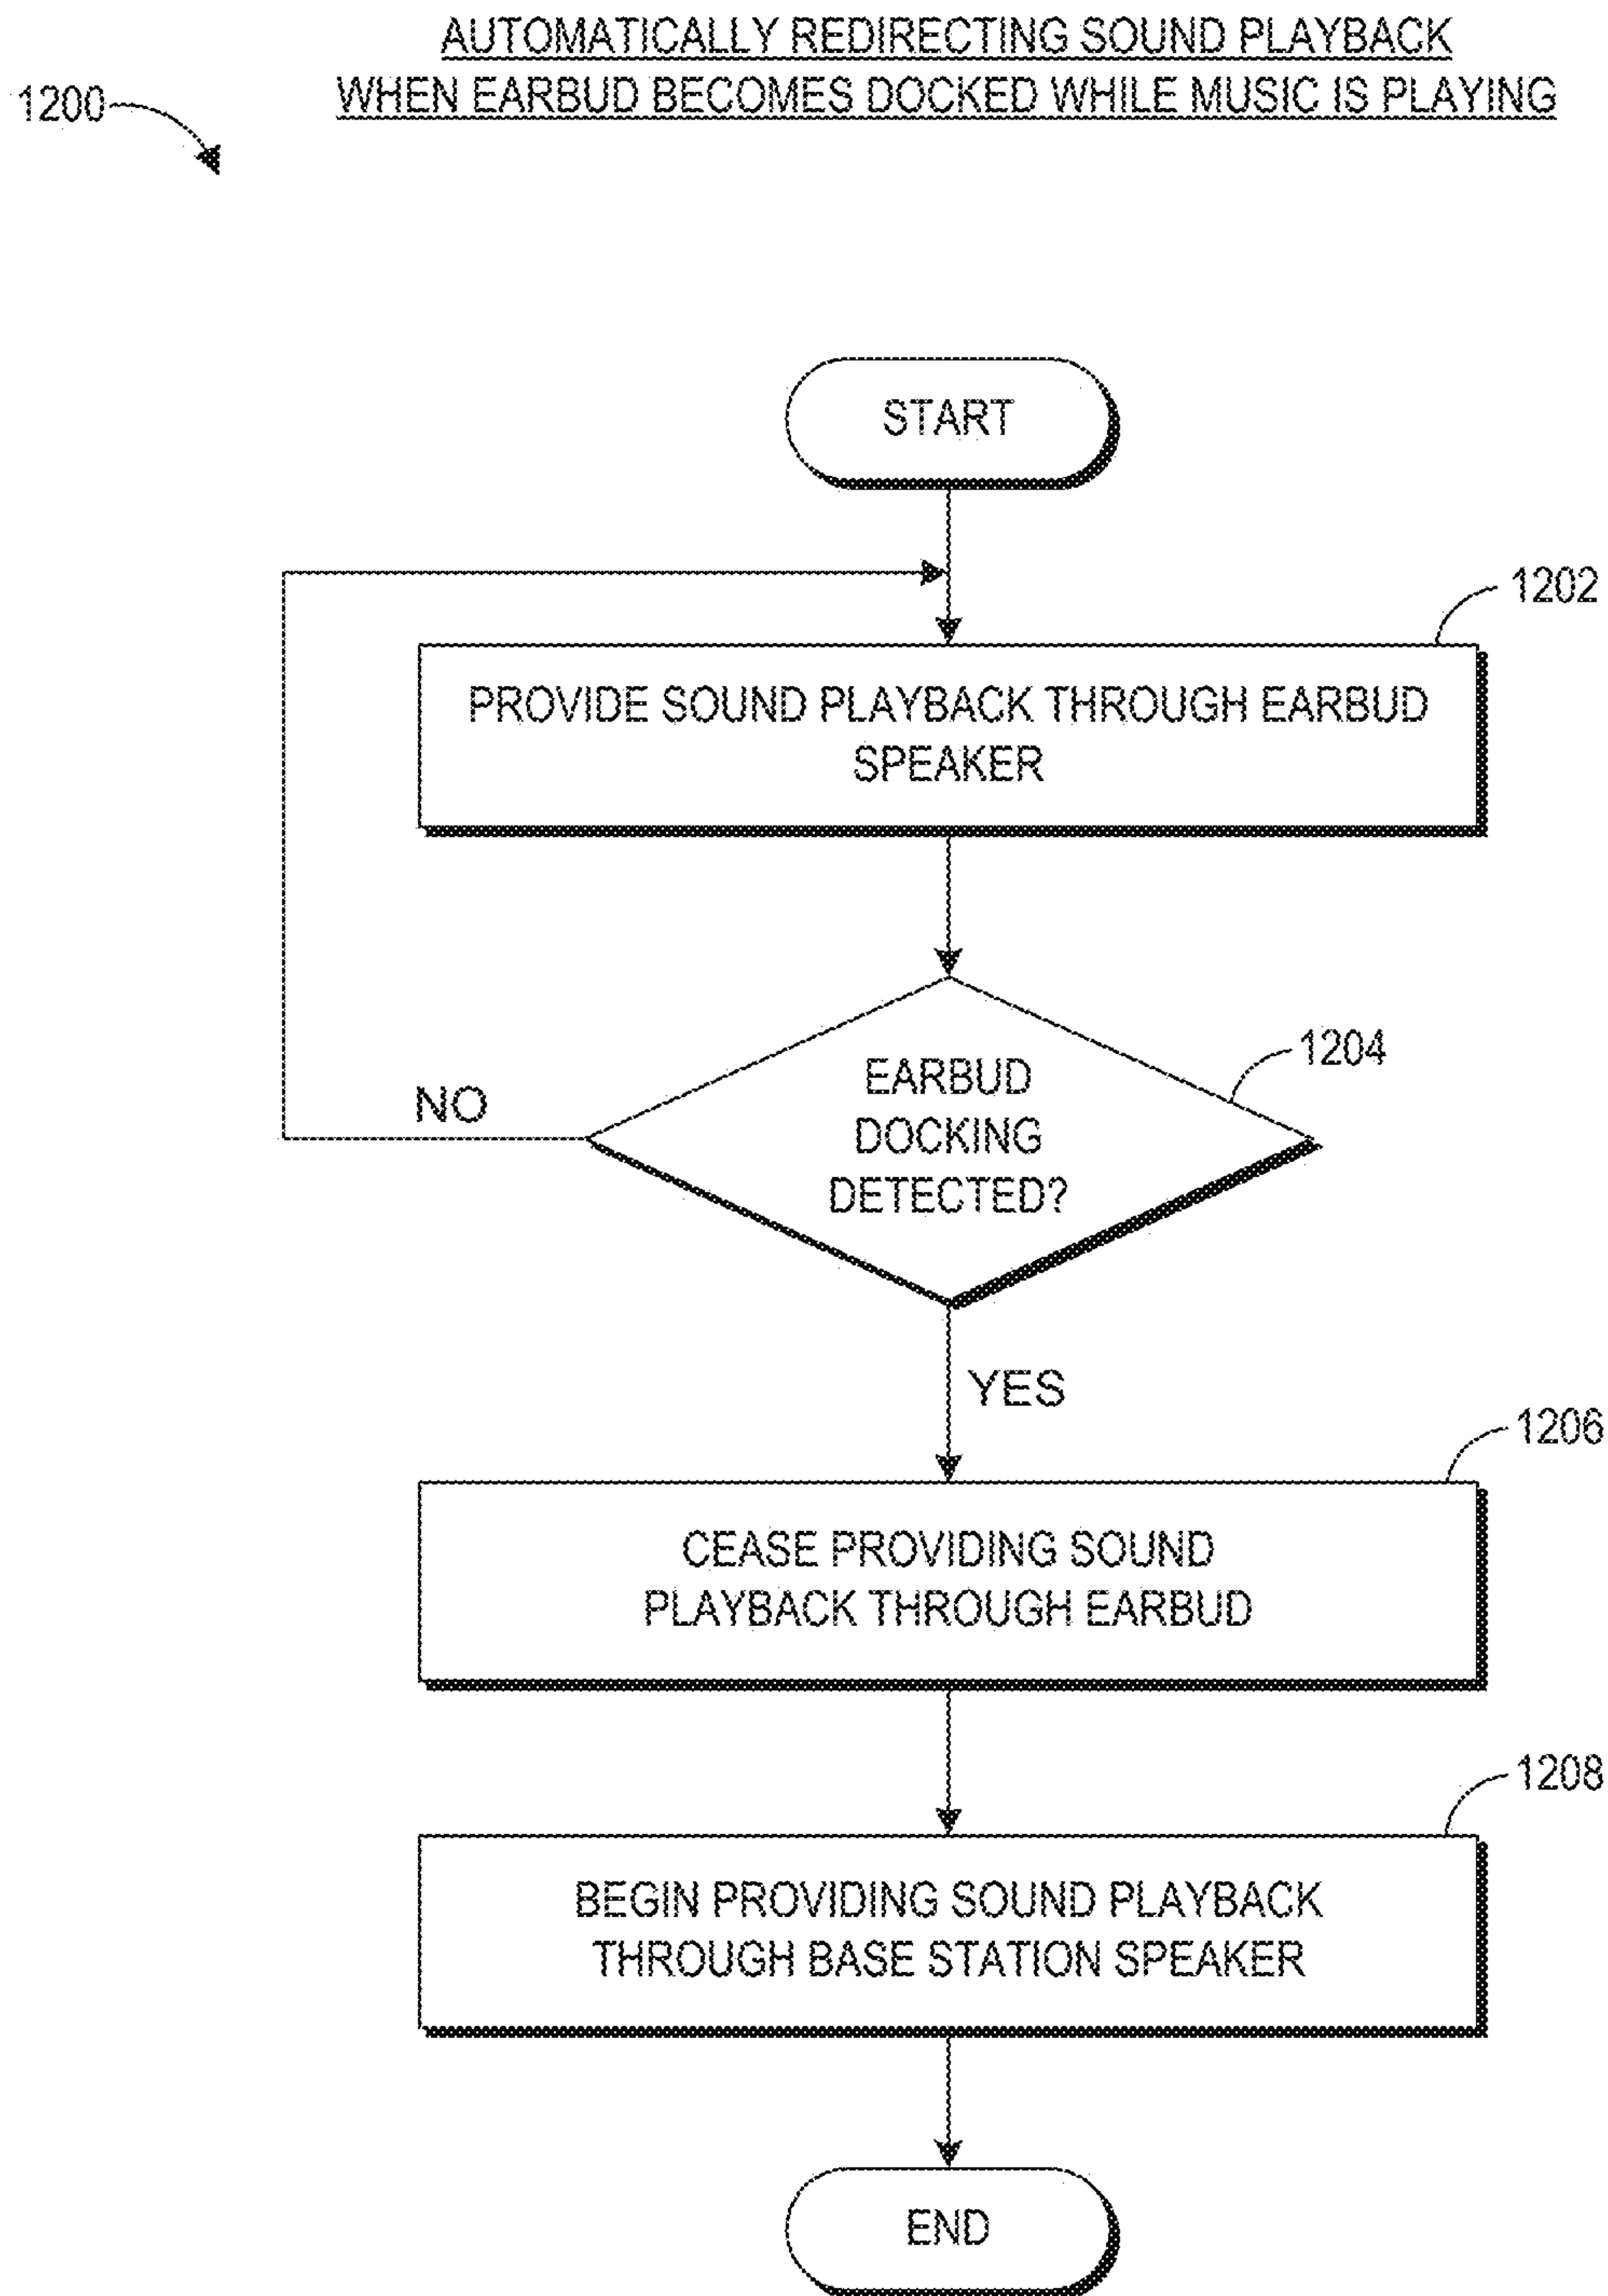 AUTOMATICALLY REDIRECTING SOUND PLAYBACK
WHEN EARBUD BECOMES DOCKED WHILE MUSIC IS PLAYING
1200
START
1202
PROVIDE SOUND PLAYBACK THROUGH EARBUD
SPEAKER
1204
EARBUD
DOCKING
DETECTED?
NO
YES
1206
CEASE PROVIDING SOUND
PLAYBACK THROUGH EARBUD
1208
BEGIN PROVIDING SOUND PLAYBACK
THROUGH BASE STATION SPEAKER
END